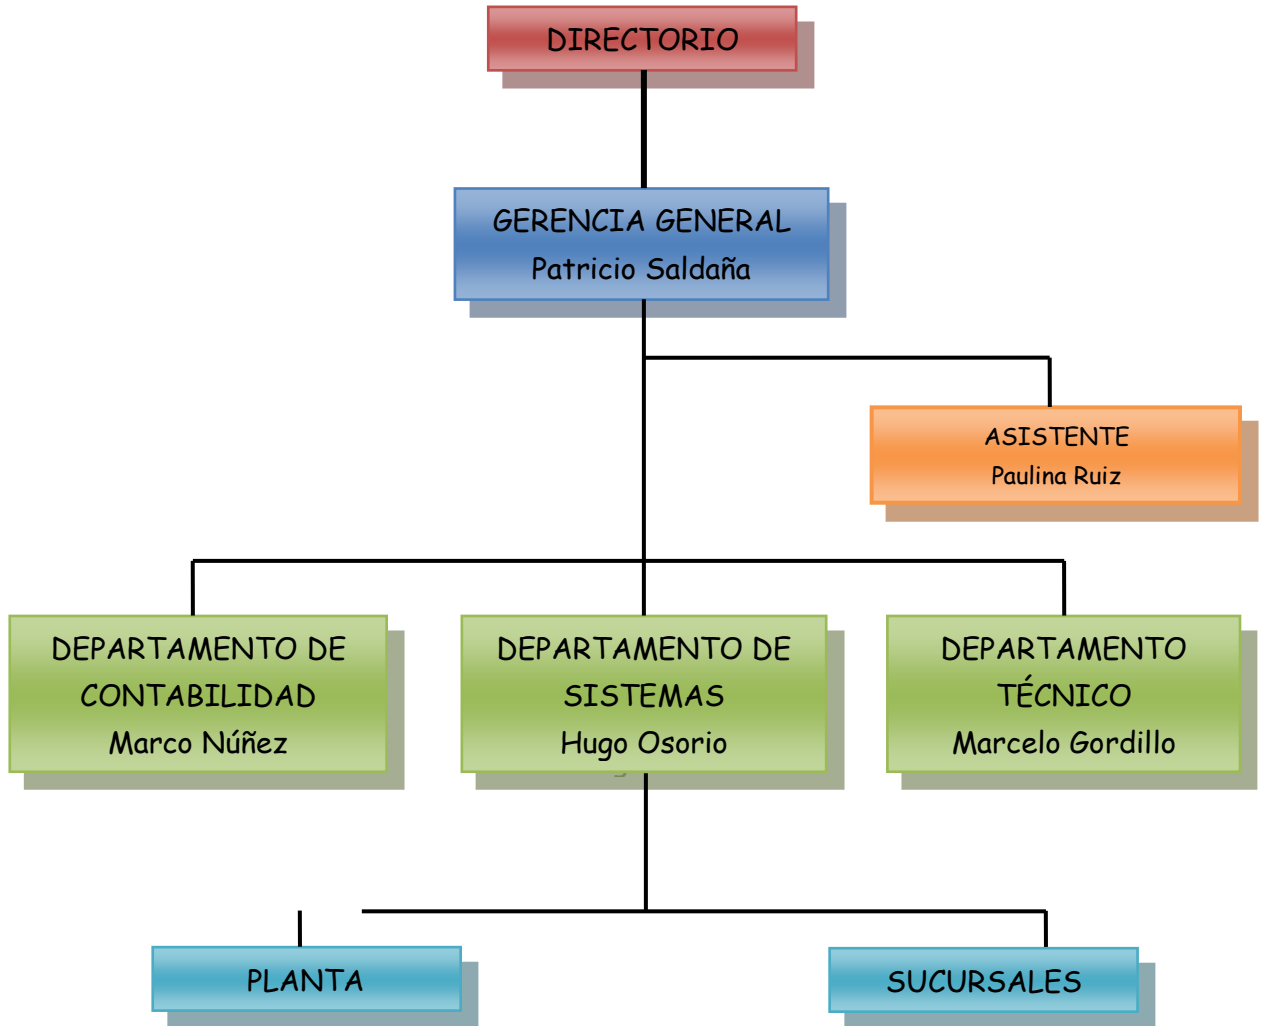 DIRECTORIO
GERENCIA GENERAL
Patricio Saldaña
ASISTENTE
Paulina Ruiz
DEPARTAMENTO DE
CONTABILIDAD
Marco Núñez
DEPARTAMENTO DE
SISTEMAS
Hugo Osorio
DEPARTAMENTO
TÉCNICO
Marcelo Gordillo
PLANTA
SUCURSALES